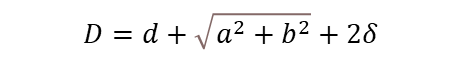 D = d + √(a² + b²) + 2δ